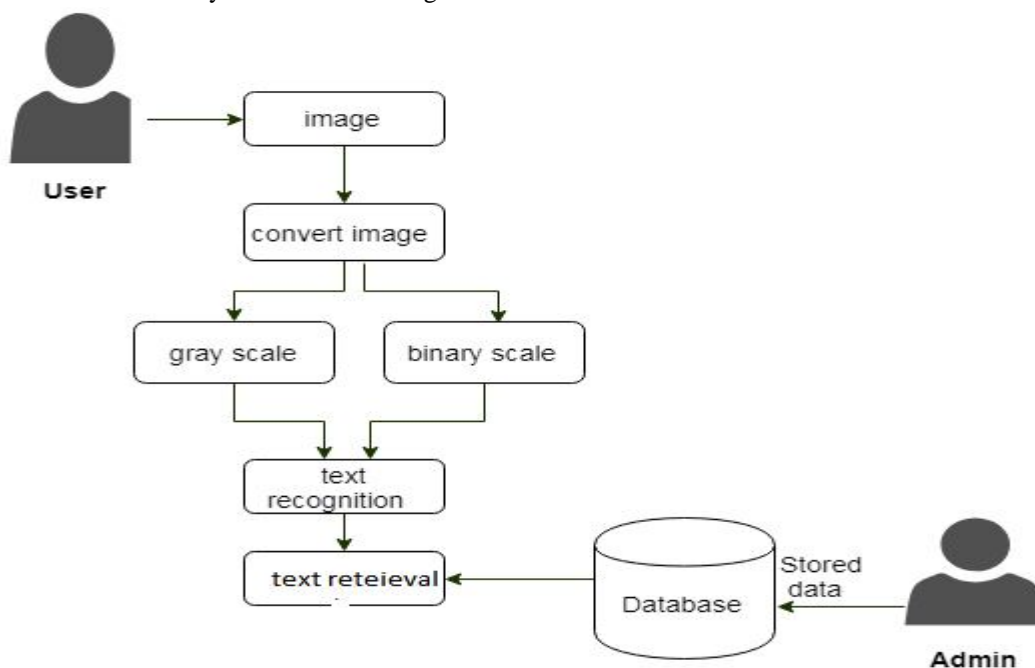 image
User
convert image
gray scale
binary scale
text
recognition
text reteieval
Stored
data
Database
Admin